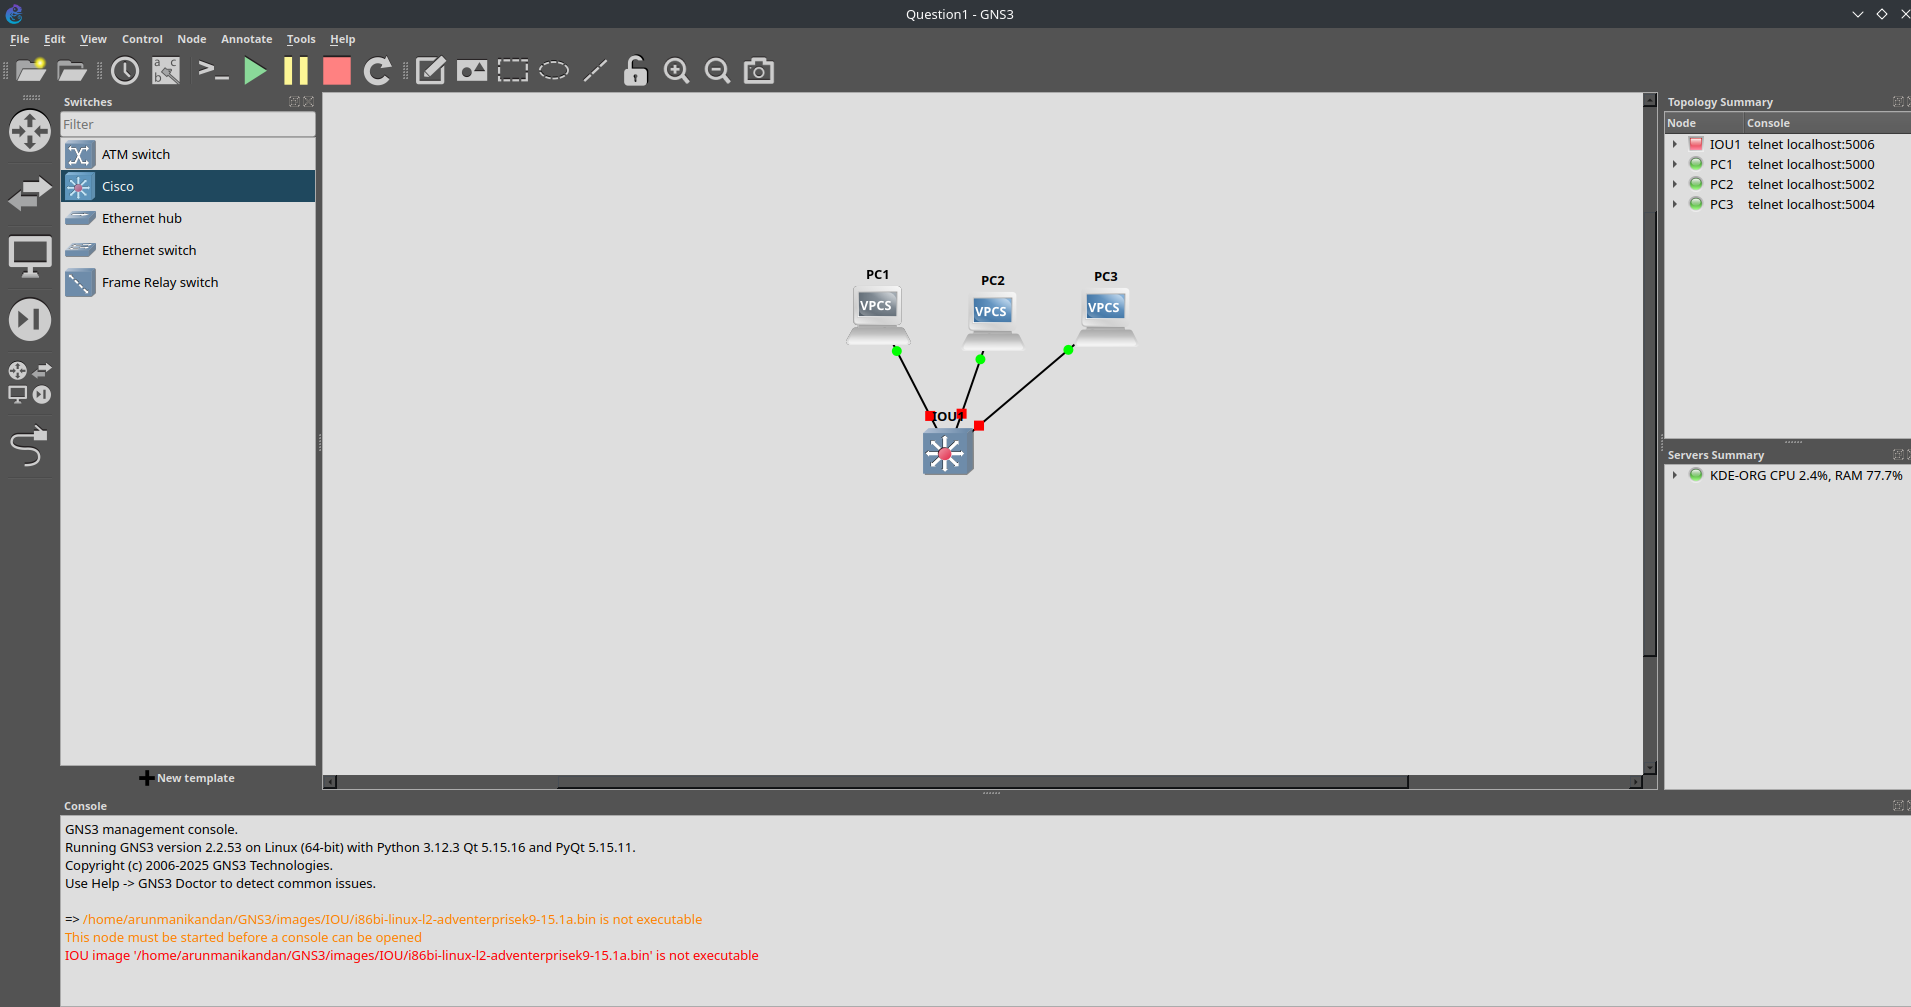 Question1 - GNS3
File Edit View Control Node Annotate Tools Help
a c
b
Switches
Filter
ATM switch
Cisco
Ethernet hub
Ethernet switch
Frame Relay switch
New template
PC1
VPCS
PC2
VPCS
PC3
VPCS
IOU1
Topology Summary
Node Console
IOU1 telnet localhost:5006
PC1 telnet localhost:5000
PC2 telnet localhost:5002
PC3 telnet localhost:5004
Servers Summary
KDE-ORG CPU 2.4%, RAM 77.7%
Console
GNS3 management console.
Running GNS3 version 2.2.53 on Linux (64-bit) with Python 3.12.3 Qt 5.15.16 and PyQt 5.15.11.
Copyright (c) 2006-2025 GNS3 Technologies.
Use Help -> GNS3 Doctor to detect common issues.
=> /home/arunmanikandan/GNS3/images/IOU/i86bi-linux-l2-adventerprisek9-15.1a.bin is not executable
This node must be started before a console can be opened
IOU image '/home/arunmanikandan/GNS3/images/IOU/i86bi-linux-l2-adventerprisek9-15.1a.bin' is not executable